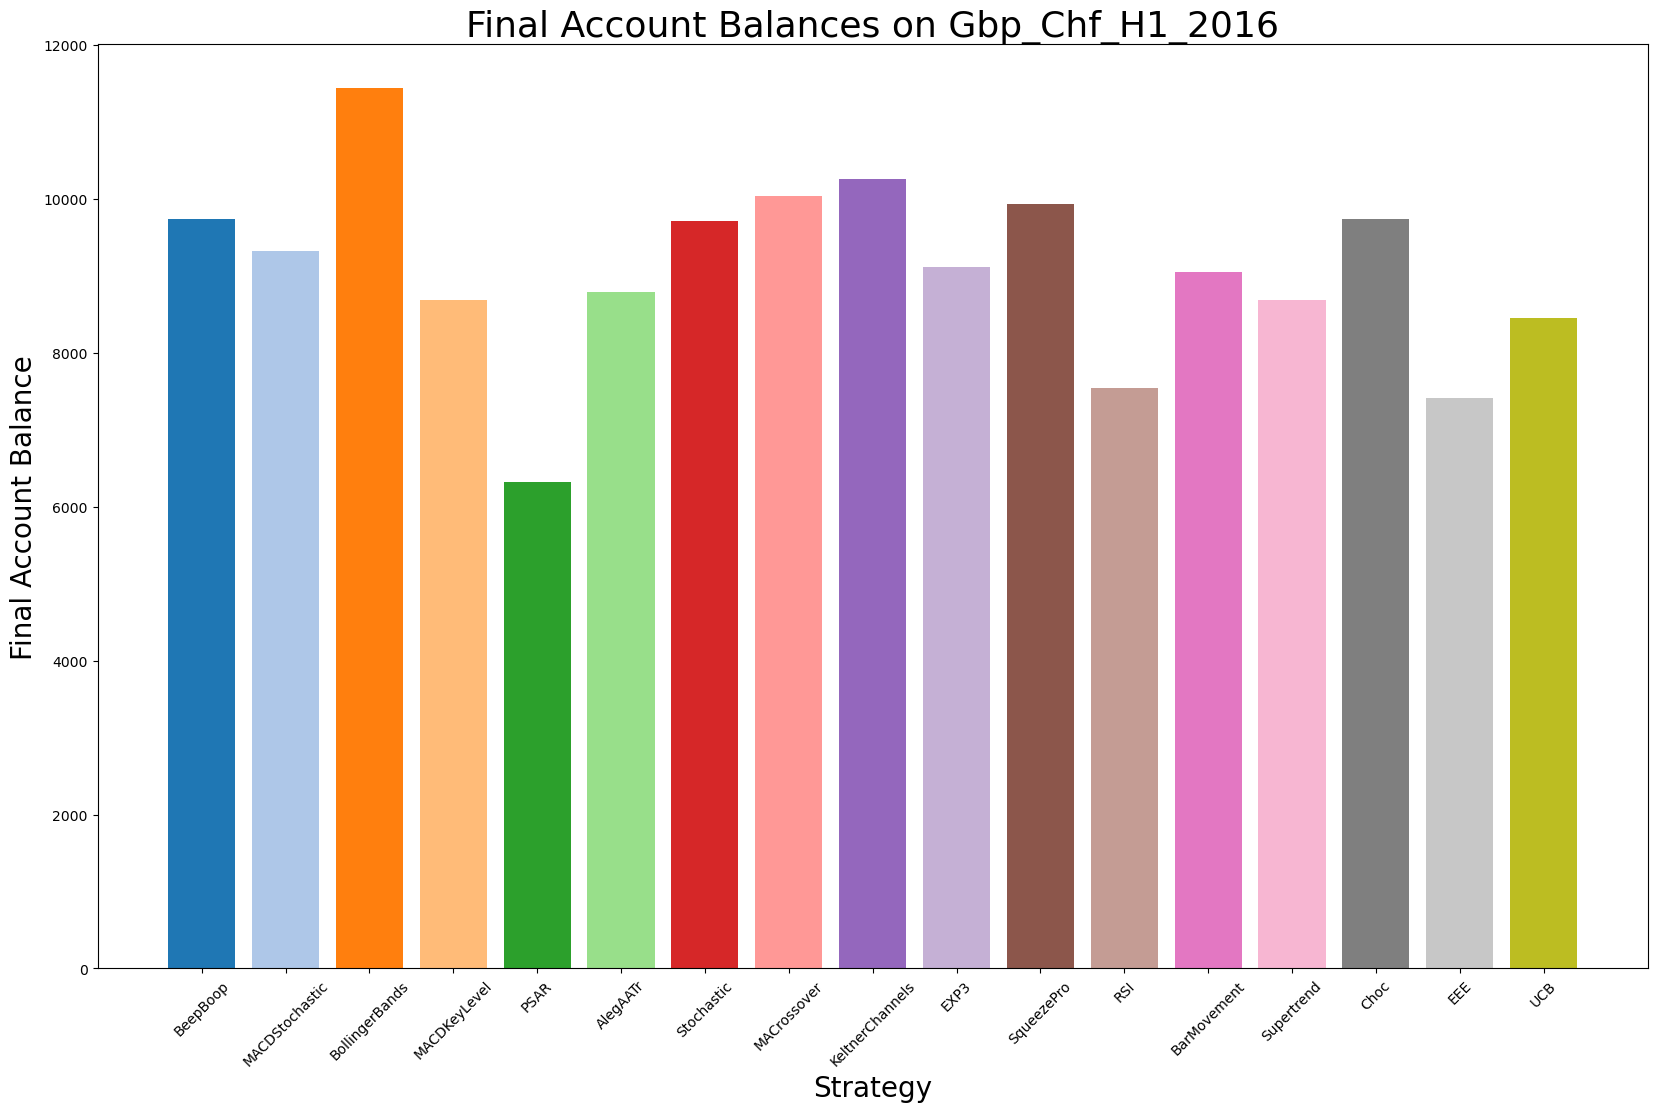 Final Account Balances on Gbp_Chf_H1_2016
Final Account Balance
12000
10000
8000
6000
4000
2000
0
BeepBoop
MACDStochastic
BollingerBands
MACDKeyLevel
PSAR
AlegAATr
Stochastic
MACrossover
KeltnerChannels
EXP3
SqueezePro
RSI
BarMovement
Supertrend
Choc
EEE
UCB
Strategy